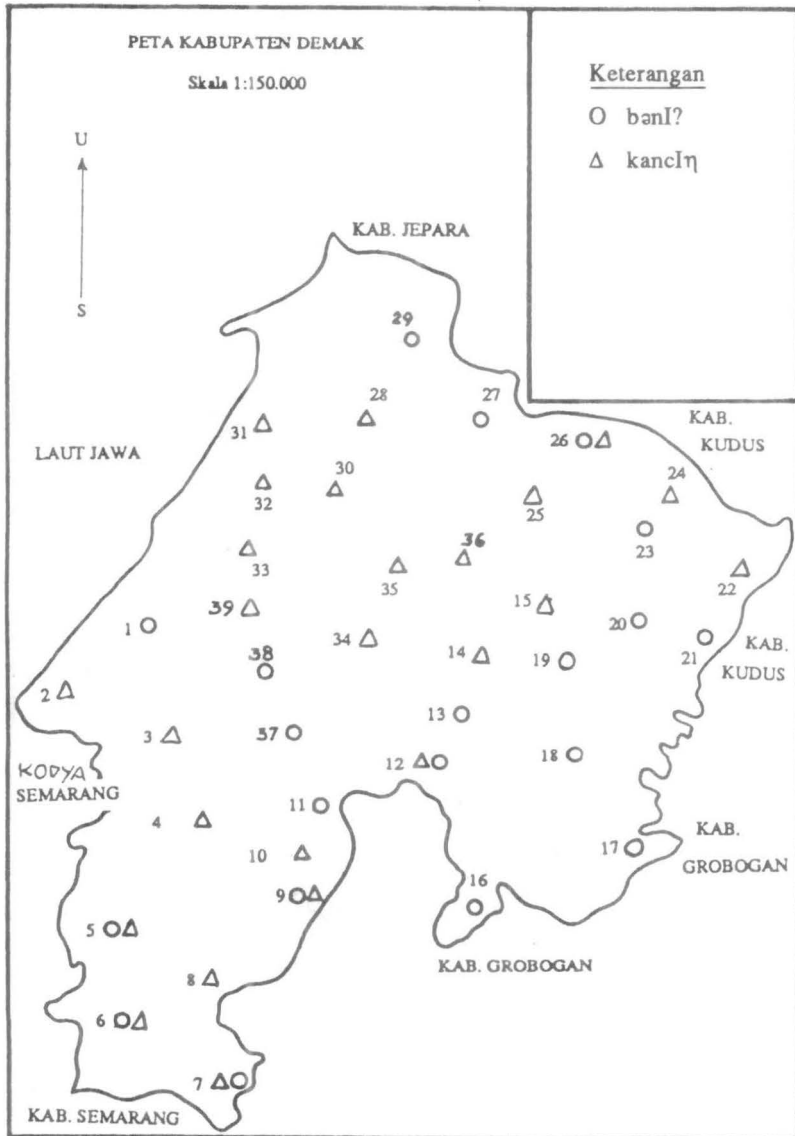 PETA KABUPATEN DEMAK
Skala 1:150.000
Keterangan
O bənI?
Δ kancIη
U
S
KAB. JEPARA
29
28
27
31
26
KAB.
KUDUS
LAUT JAWA
30
24
32
25
23
36
33
35
22
39
15
1
34
20
38
14
19
21
KAB.
KUDUS
2
13
3
37
18
12
KODYA
SEMARANG
11
4
KAB.
GROBOGAN
10
17
9
16
5
KAB. GROBOGAN
8
6
7
KAB. SEMARANG